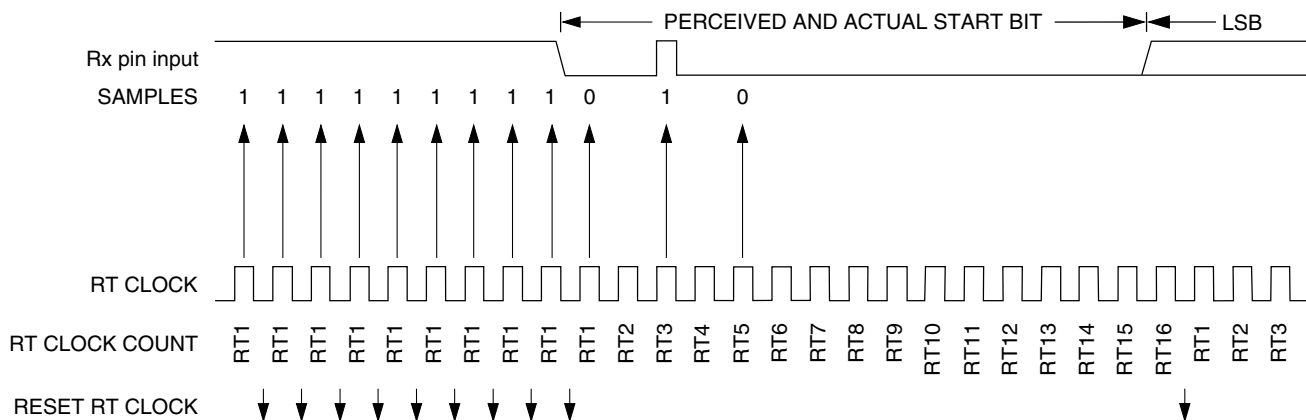 PERCEIVED AND ACTUAL START BIT LSB
Rx pin input
SAMPLES 1 1 1 1 1 1 1 1 1 0 1 0
RT CLOCK
RT CLOCK COUNT RT1 RT1 RT1 RT1 RT1 RT1 RT1 RT1 RT1 RT1 RT2 RT3 RT4 RT5 RT6 RT7 RT8 RT9 RT10 RT11 RT12 RT13 RT14 RT15 RT16 RT1 RT2 RT3
RESET RT CLOCK